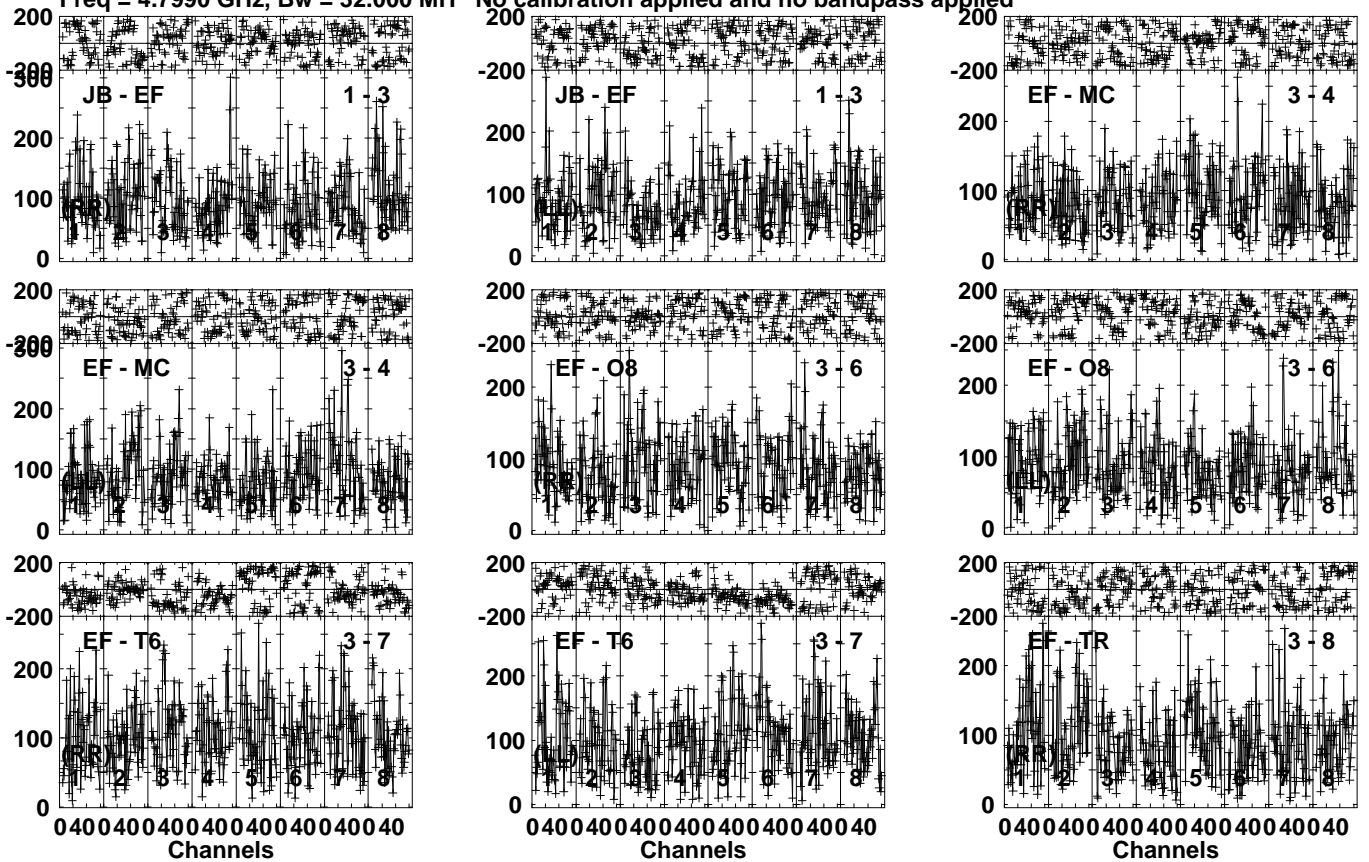 Freq = 4.7990 GHz, Bw = 32.000 MH No calibration applied and no bandpass applied
200 200 200
-200 -200 -200
300 JB - EF 1 - 3 JB - EF 1 - 3 EF - MC 3 - 4
200 200 200
100 100 100
(RR) (LL) (RR)
1 2 3 4 5 6 7 8 1 2 3 4 5 6 7 8 1 2 3 4 5 6 7 8
0 0 0
200 200 200
-200 -200 -200
300 EF - MC 3 - 4 EF - O8 3 - 6 EF - O8 3 - 6
200 200 200
100 100 100
(LL) (RR) (LL)
1 2 3 4 5 6 7 8 1 2 3 4 5 6 7 8 1 2 3 4 5 6 7 8
0 0 0
200 200 200
-200 -200 -200
EF - T6 3 - 7 EF - T6 3 - 7 EF - TR 3 - 8
200 200 200
100 100 100
(RR) (LL) (RR)
1 2 3 4 5 6 7 8 1 2 3 4 5 6 7 8 1 2 3 4 5 6 7 8
0 0 0
0 40 0 40 0 40 0 40 0 40 0 40 0 40 0 40 0 40 0 40 0 40 0 40 0 40 0 40 0 40 0 40 0 40 0 40 0 40 0 40 0 40 0 40 0 40 0 40
Channels Channels Channels